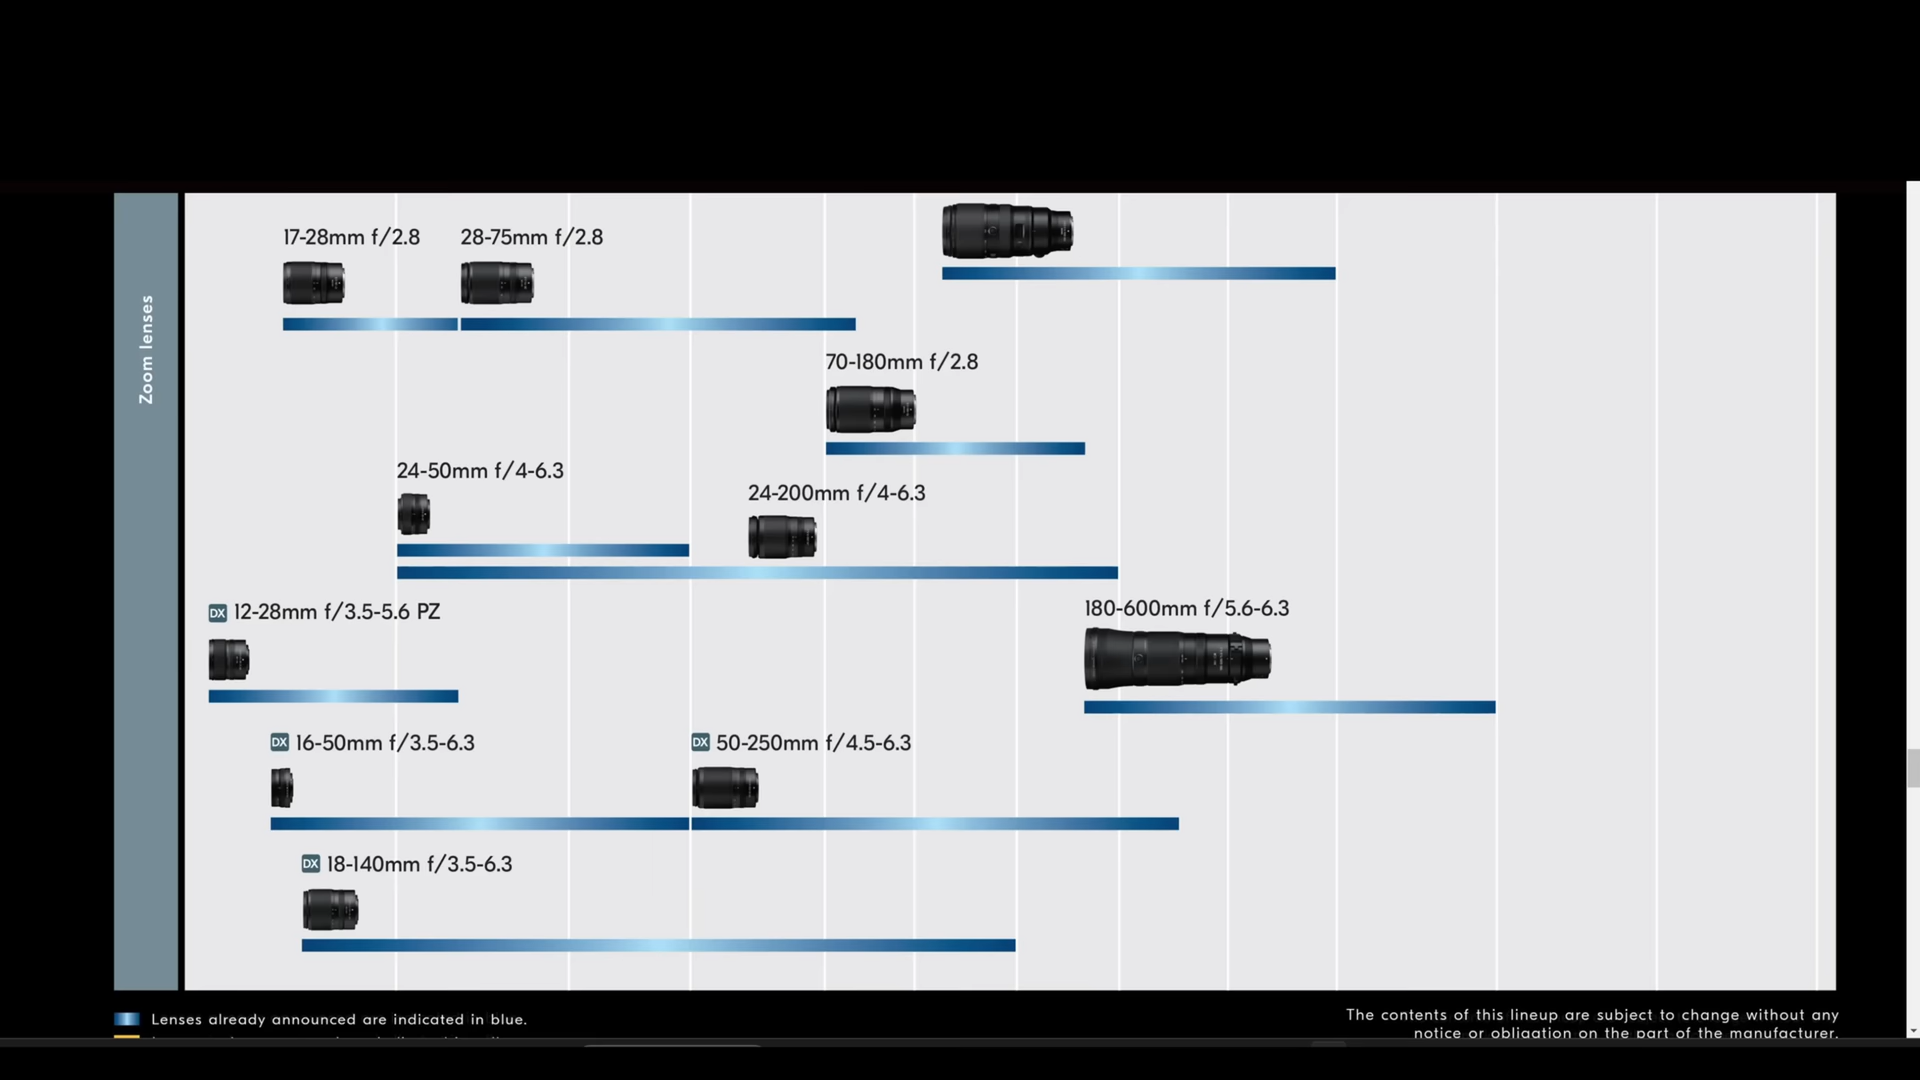 Zoom lenses
17-28mm f/2.8
28-75mm f/2.8
70-180mm f/2.8
24-50mm f/4-6.3
24-200mm f/4-6.3
DX 12-28mm f/3.5-5.6 PZ
180-600mm f/5.6-6.3
DX 16-50mm f/3.5-6.3
DX 50-250mm f/4.5-6.3
DX 18-140mm f/3.5-6.3
Lenses already announced are indicated in blue.
The contents of this lineup are subject to change without any
notice or obligation on the part of the manufacturer.